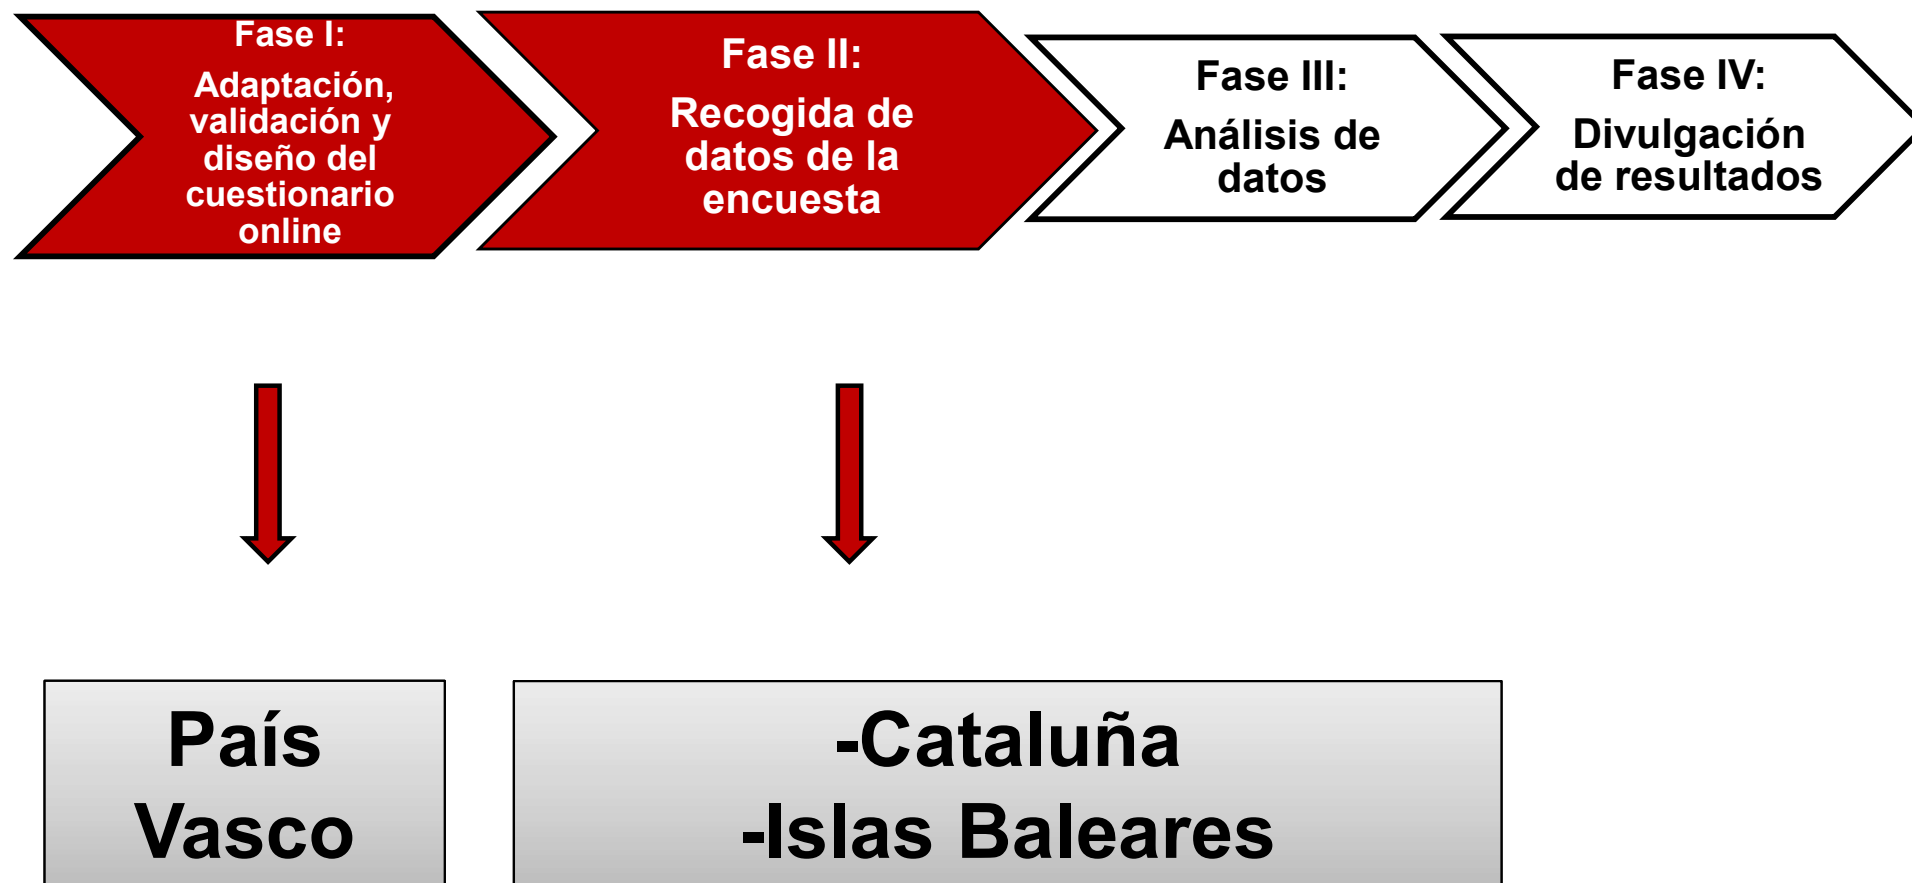 Fase I:
Adaptación,
validación y
diseño del
cuestionario
online
Fase II:
Recogida de
datos de la
encuesta
Fase III:
Análisis de
datos
Fase IV:
Divulgación
de resultados
País
Vasco
-Cataluña
-Islas Baleares